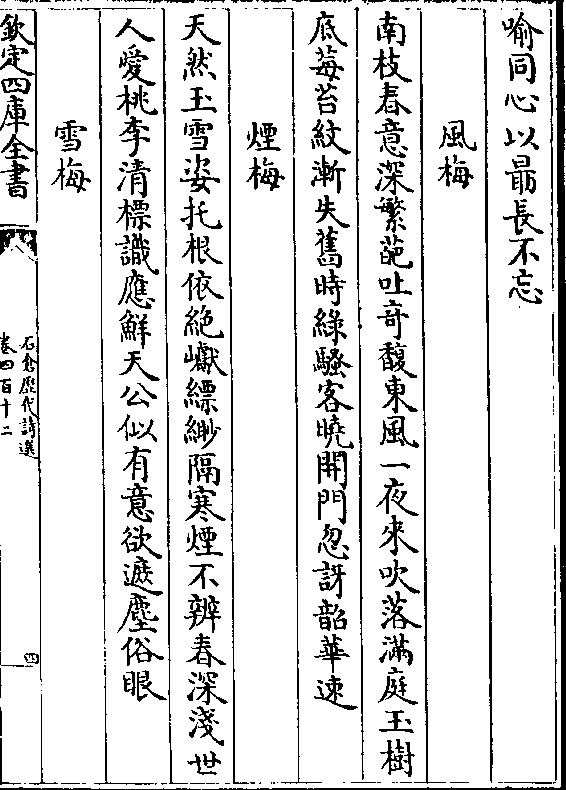 喻同心以朂長不忘
風梅
南枝春意深繁葩吐奇馥東風一夜來吹落滿庭玉樹
底莓苔紋漸失舊時綠騷客曉開門忽訝韶華速
煙梅
天然玉雪姿托根依絶巘縹緲隔寒煙不辨春深淺世
人愛桃李清標識應鮮天公似有意欲遮塵俗眼
雪梅
欽定四庫全書
石倉歷代詩選
卷四百十二
四